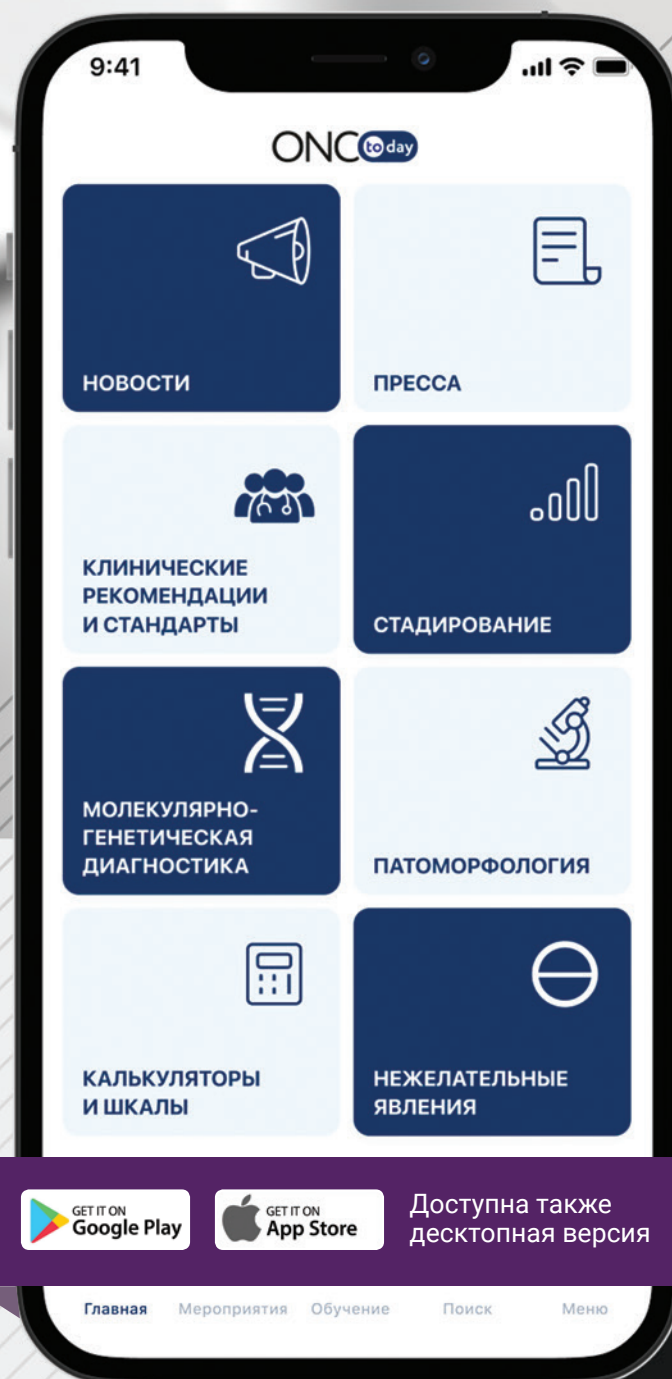 9:41
ONCtoday
НОВОСТИ
ПРЕССА
КЛИНИЧЕСКИЕ
РЕКОМЕНДАЦИИ
И СТАНДАРТЫ
СТАДИРОВАНИЕ
МОЛЕКУЛЯРНО-
ГЕНЕТИЧЕСКАЯ
ДИАГНОСТИКА
ПАТОМОРФОЛОГИЯ
КАЛЬКУЛЯТОРЫ
И ШКАЛЫ
НЕЖЕЛАТЕЛЬНЫЕ
ЯВЛЕНИЯ
GET IT ON
Google Play
GET IT ON
App Store
Доступна также
десктопная версия
Главная Мероприятия Обучение Поиск Меню